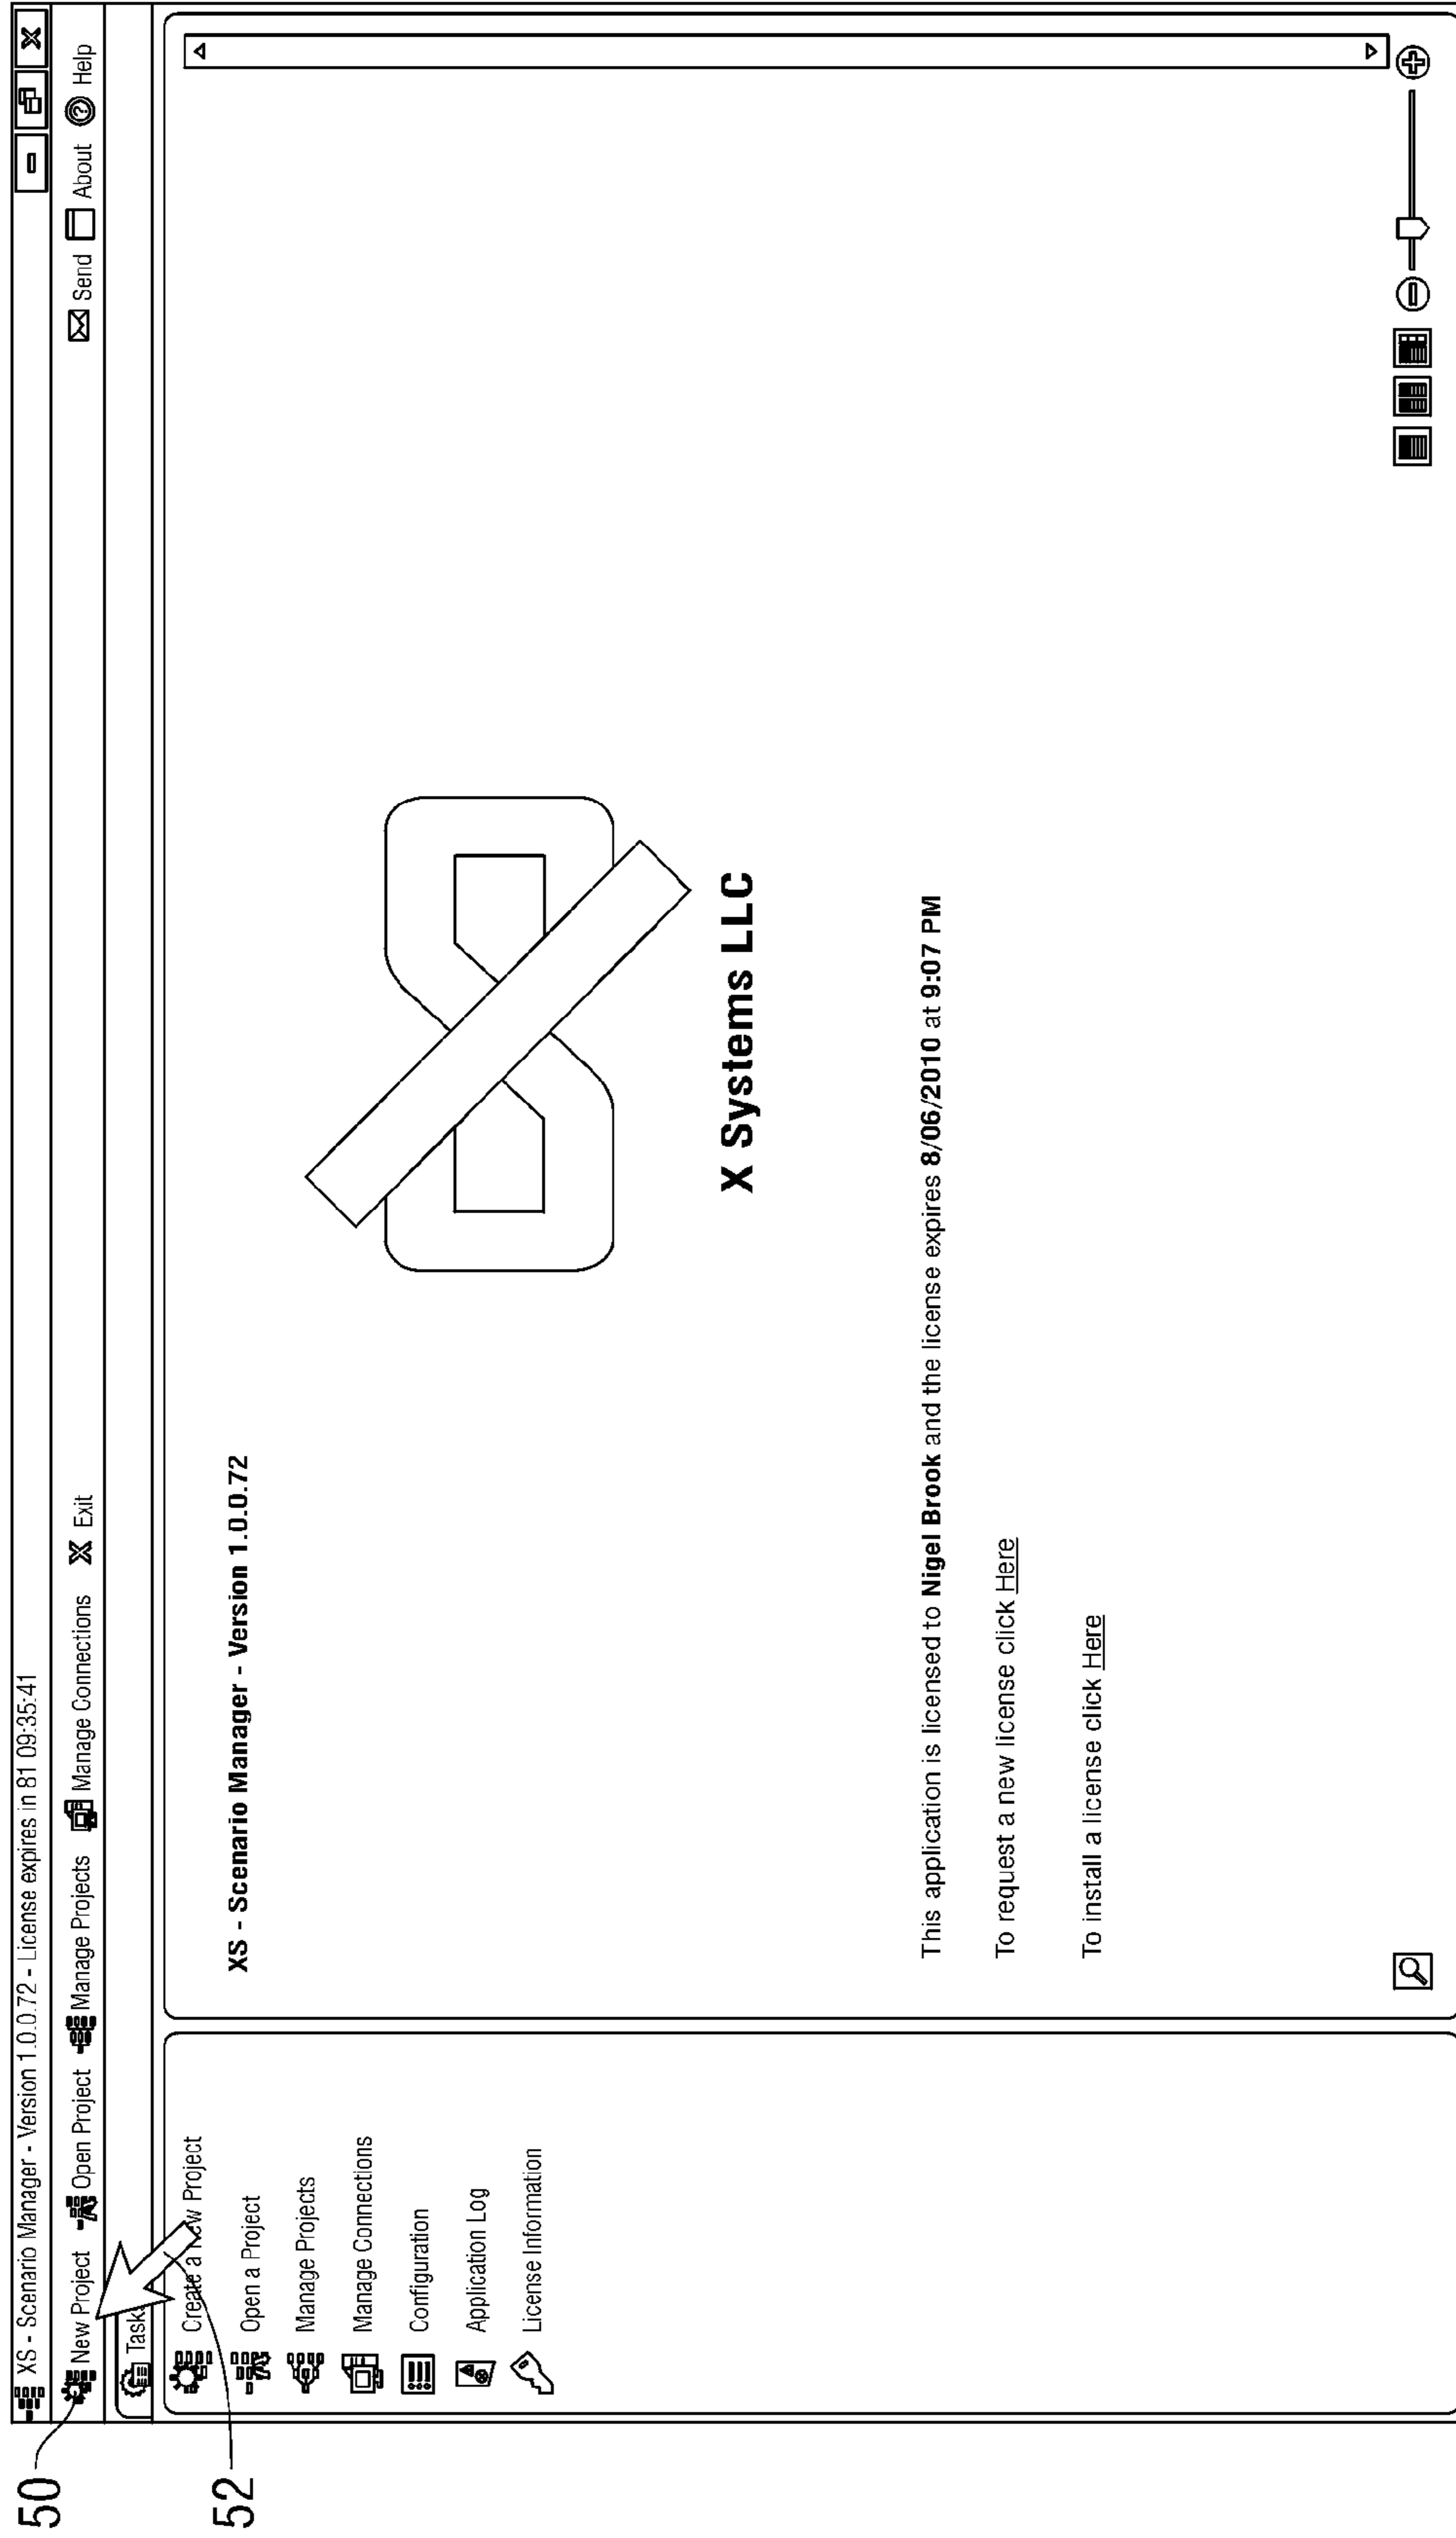 XS - Scenario Manager - Version 1.0.0.72 - License expires in 81 09:35:41
New Project Open Project Manage Projects Manage Connections X Exit Send About Help
Tasks
Create a New Project
Open a Project
Manage Projects
Manage Connections
Configuration
Application Log
License Information
XS - Scenario Manager - Version 1.0.0.72
X Systems LLC
This application is licensed to Nigel Brook and the license expires 8/06/2010 at 9:07 PM
To request a new license click Here
To install a license click Here
50
52